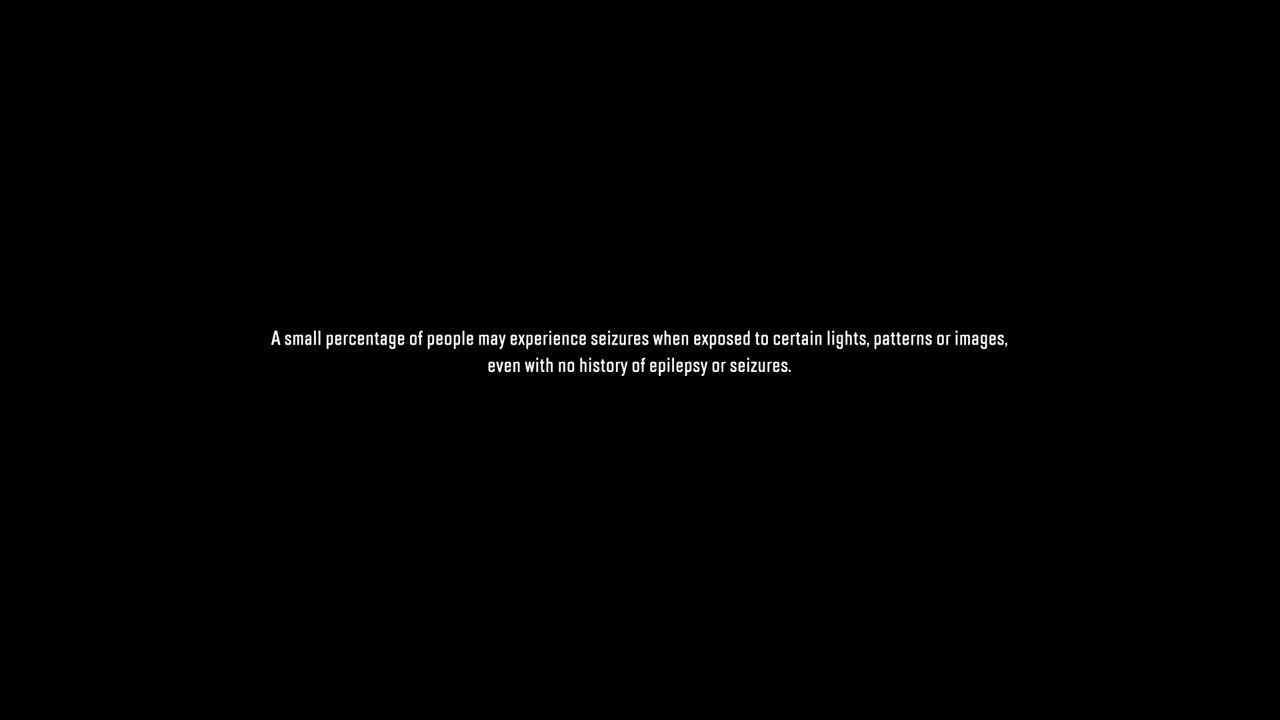 A small percentage of people may experience seizures when exposed to certain lights, patterns or images,
even with no history of epilepsy or seizures.